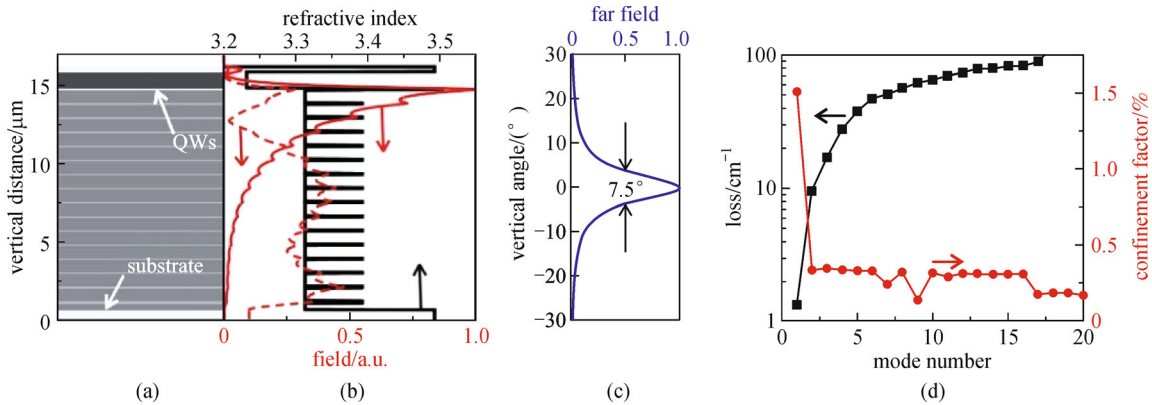 refractive index
3.2 3.3 3.4 3.5
vertical distance/μm
15
10
5
0
QWs
substrate
0 0.5 1.0
field/a.u.
far field
0 0.5 1.0
vertical angle/(°)
30
20
10
0
−10
−20
−30
7.5°
loss/cm⁻¹
100
10
1
confinement factor/%
1.5
1.0
0.5
0
0 5 10 15 20
mode number
(a) (b) (c) (d)